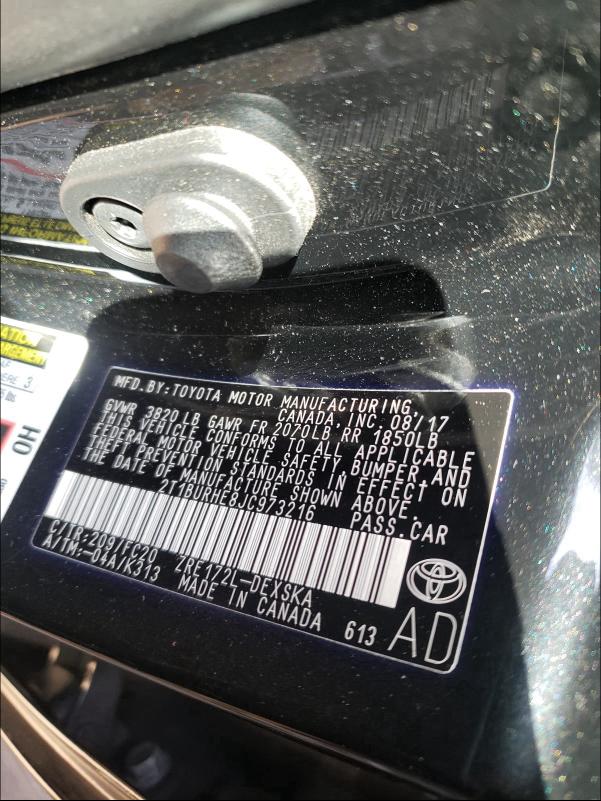 MFD. BY: TOYOTA MOTOR MANUFACTURING,
CANADA, INC. 08/17
GVWR 3820LB GAWR FR 2070LB RR 1850LB
THIS VEHICLE CONFORMS TO ALL APPLICABLE
FEDERAL MOTOR VEHICLE SAFETY, BUMPER AND
THEFT PREVENTION STANDARDS IN EFFECT ON
THE DATE OF MANUFACTURE SHOWN ABOVE.
2T1BURHE8JC973216 PASS.CAR
C/TR:209/FC20 ZRE172L-DEXSKA
A/TM:-04A/K313 MADE IN CANADA
613 AD
HO
3